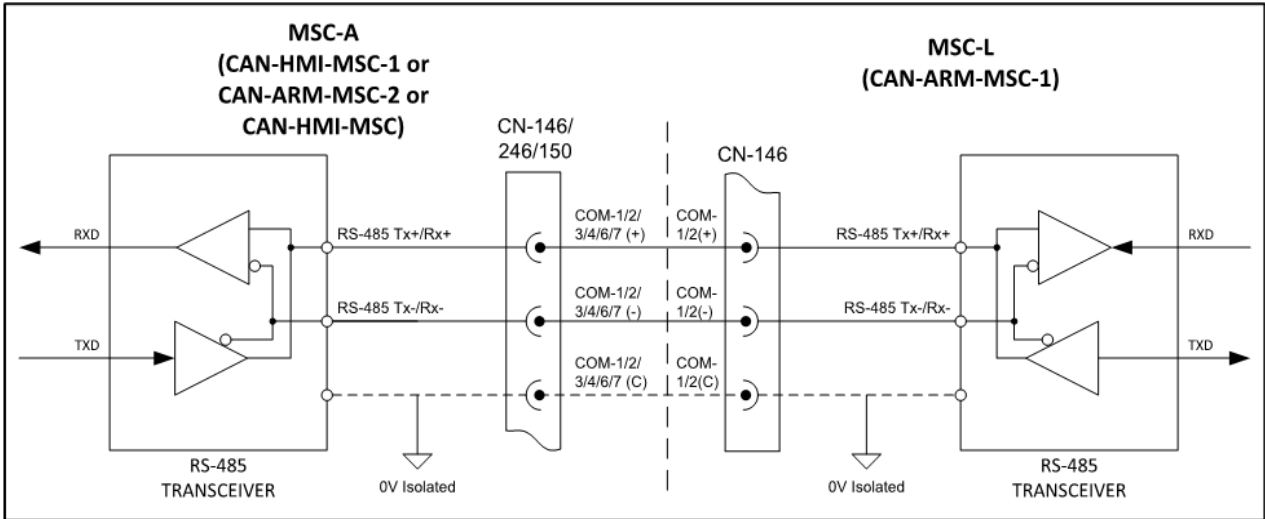 MSC-A
(CAN-HMI-MSC-1 or
CAN-ARM-MSC-2 or
CAN-HMI-MSC)
MSC-L
(CAN-ARM-MSC-1)
CN-146/
246/150
CN-146
RXD
RS-485 Tx+/Rx+
COM-1/2/
3/4/6/7 (+)
COM-
1/2(+)
RS-485 Tx+/Rx+
RXD
RS-485 Tx-/Rx-
COM-1/2/
3/4/6/7 (-)
COM-
1/2(-)
RS-485 Tx-/Rx-
TXD
TXD
COM-1/2/
3/4/6/7 (C)
COM-
1/2(C)
RS-485
TRANSCEIVER
0V Isolated
0V Isolated
RS-485
TRANSCEIVER